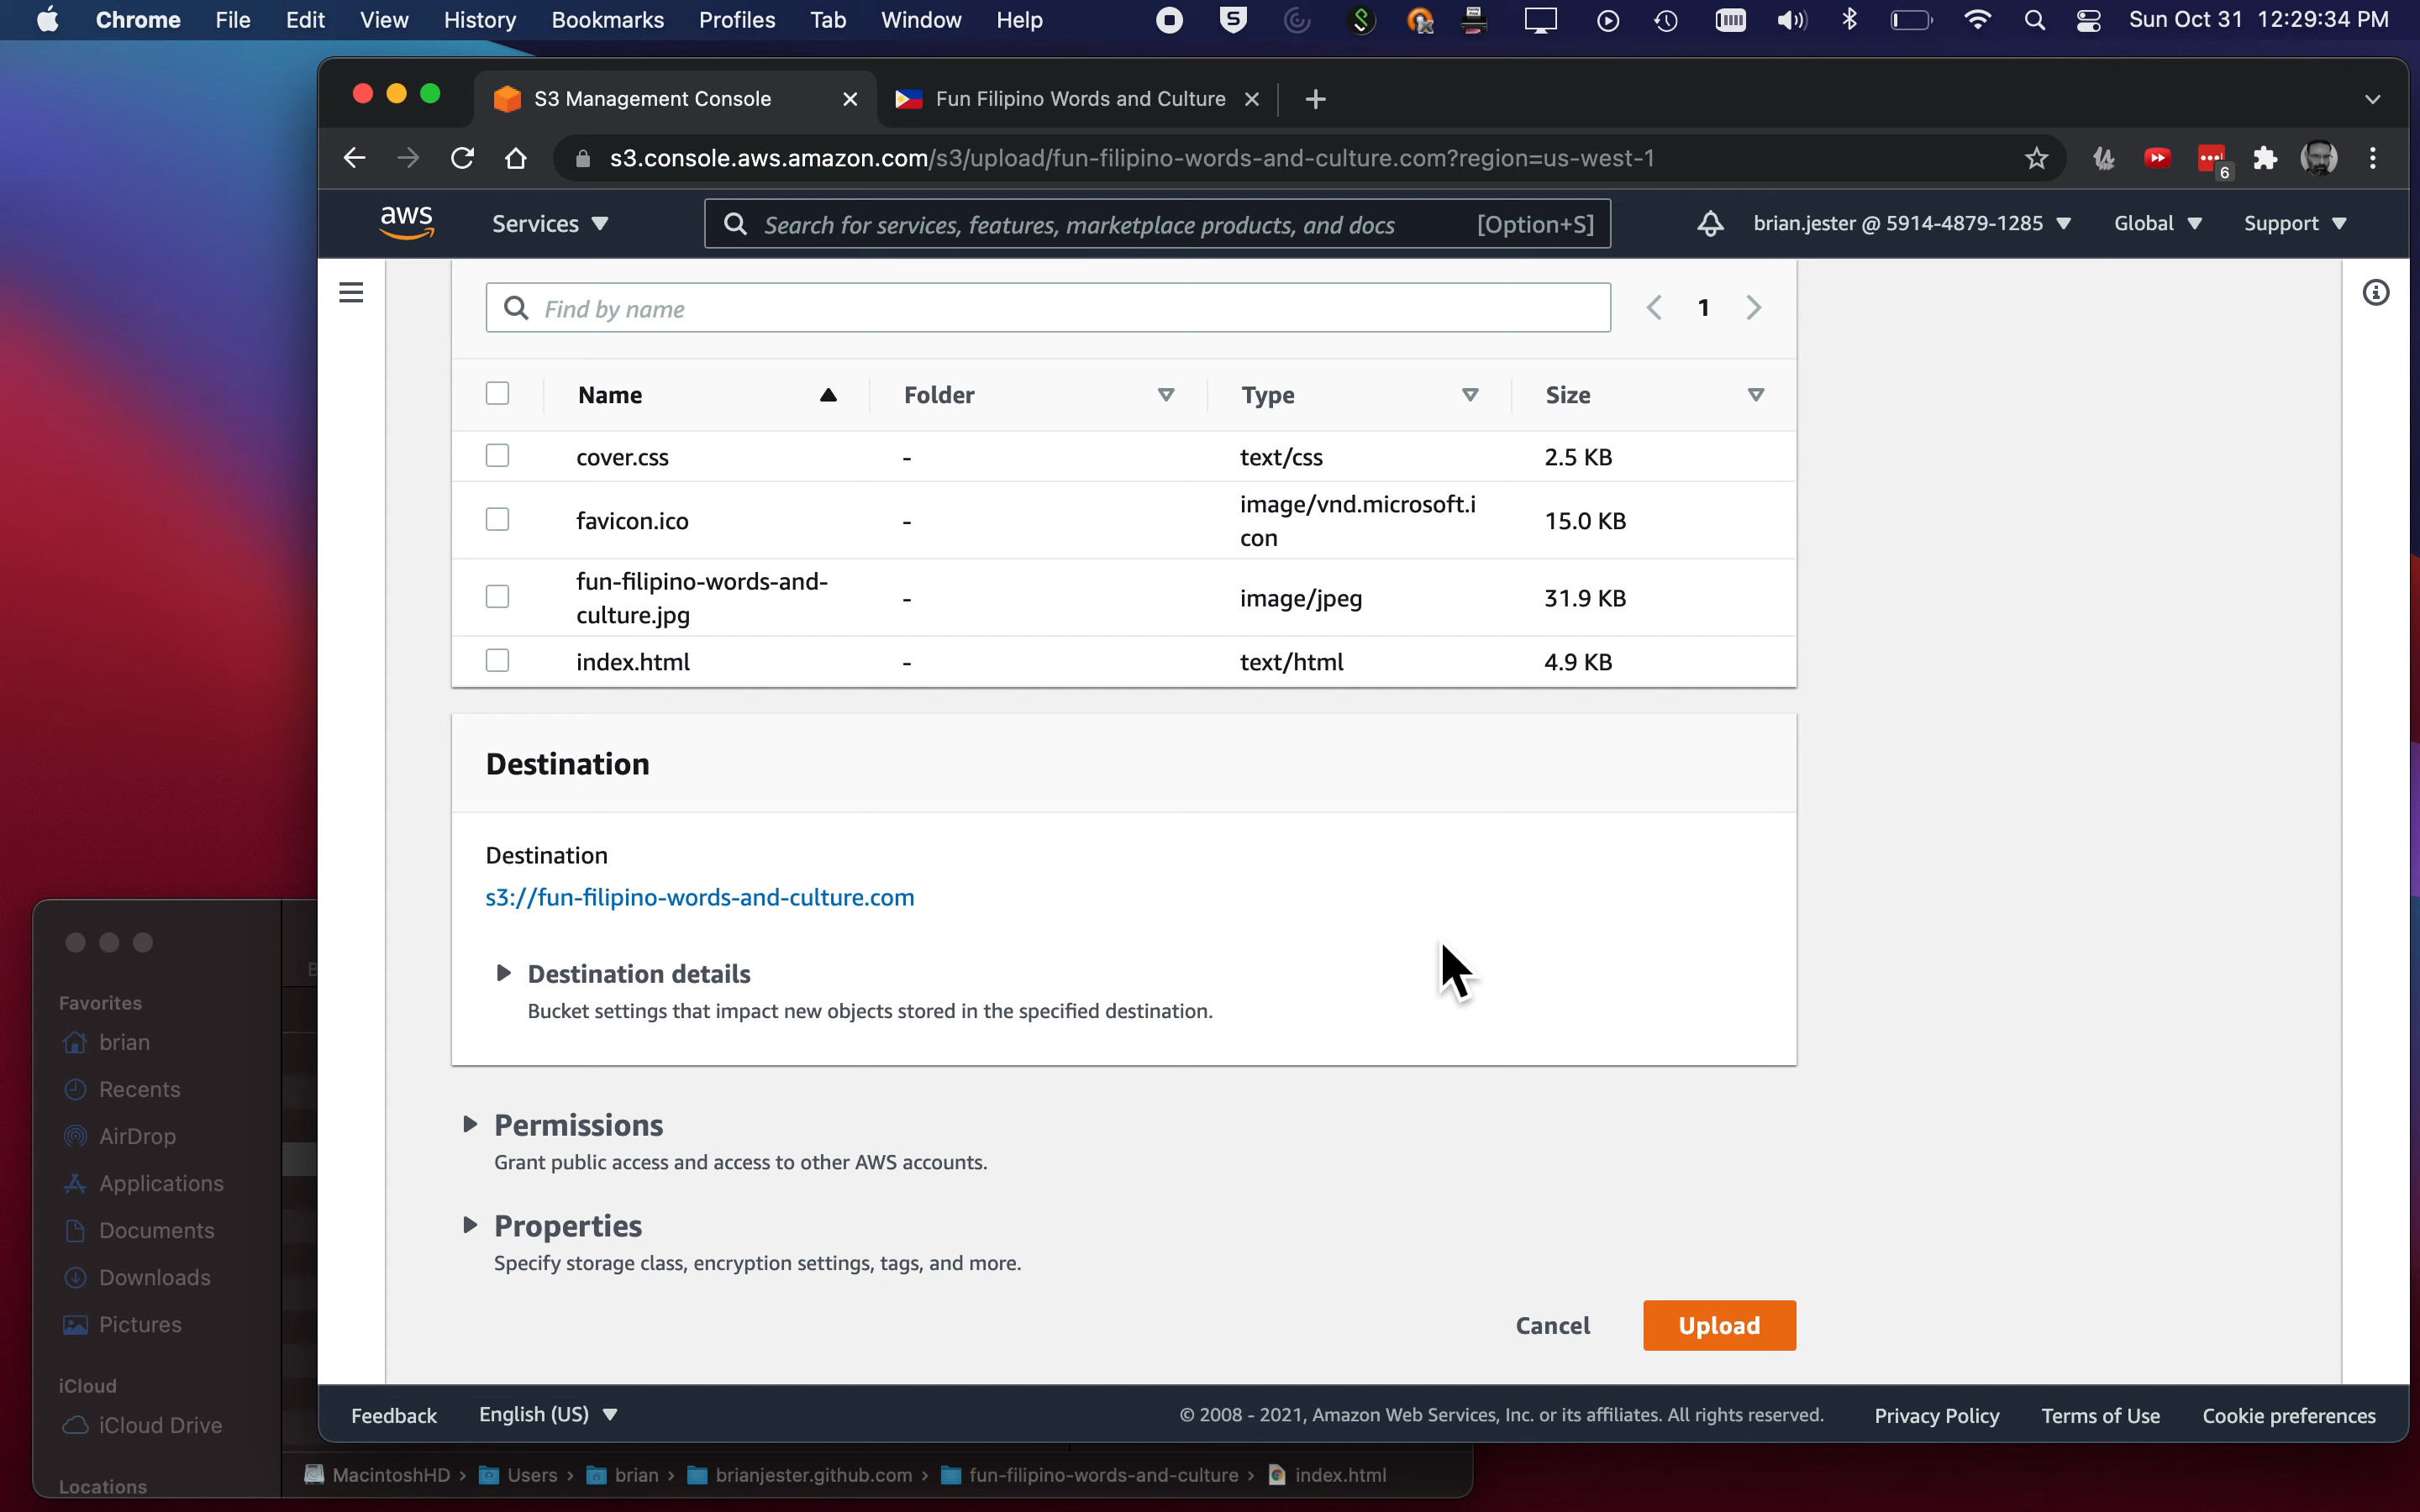 Chrome File Edit View History Bookmarks Profiles Tab Window Help Sun Oct 31 12:29:34 PM
S3 Management Console Fun Filipino Words and Culture
s3.console.aws.amazon.com/s3/upload/fun-filipino-words-and-culture.com?region=us-west-1
6
aws Services Search for services, features, marketplace products, and docs [Option+S] brian.jester @ 5914-4879-1285 Global Support
Find by name 1
Name Folder Type Size
cover.css - text/css 2.5 KB
favicon.ico - image/vnd.microsoft.i
con 15.0 KB
fun-filipino-words-and-
culture.jpg - image/jpeg 31.9 KB
index.html - text/html 4.9 KB
Destination
Destination
s3://fun-filipino-words-and-culture.com
Destination details
Bucket settings that impact new objects stored in the specified destination.
Permissions
Grant public access and access to other AWS accounts.
Properties
Specify storage class, encryption settings, tags, and more.
Cancel Upload
Feedback English (US) © 2008 - 2021, Amazon Web Services, Inc. or its affiliates. All rights reserved. Privacy Policy Terms of Use Cookie preferences
Favorites
brian
Recents
AirDrop
Applications
Documents
Downloads
Pictures
iCloud
iCloud Drive
Locations
MacintoshHD › Users › brian › brianjester.github.com › fun-filipino-words-and-culture › index.html